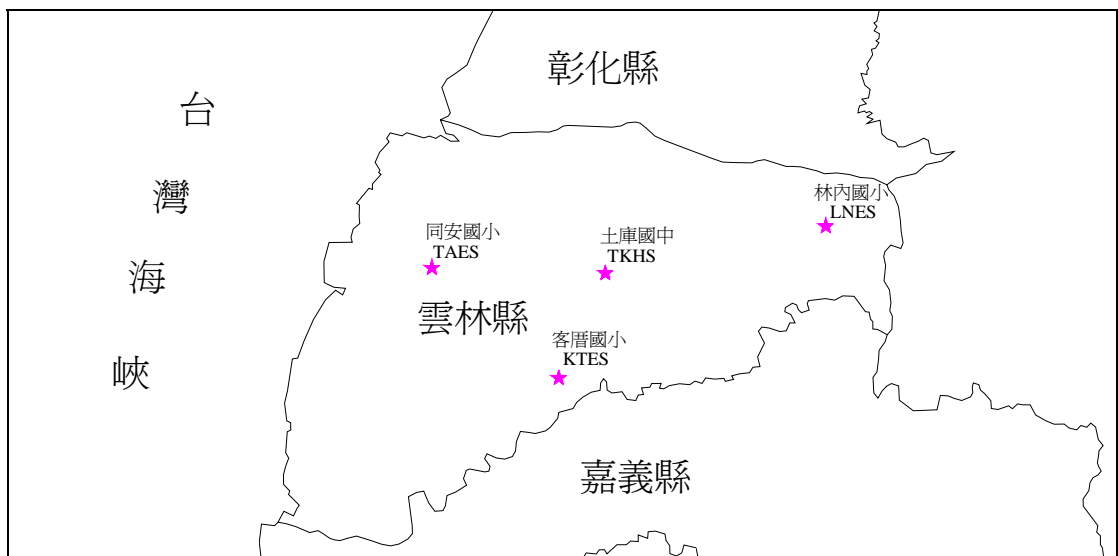 彰化縣
台
灣
海
峽
林內國小
LNES
同安國小
TAES
土庫國中
TKHS
雲林縣
客厝國小
KTES
嘉義縣